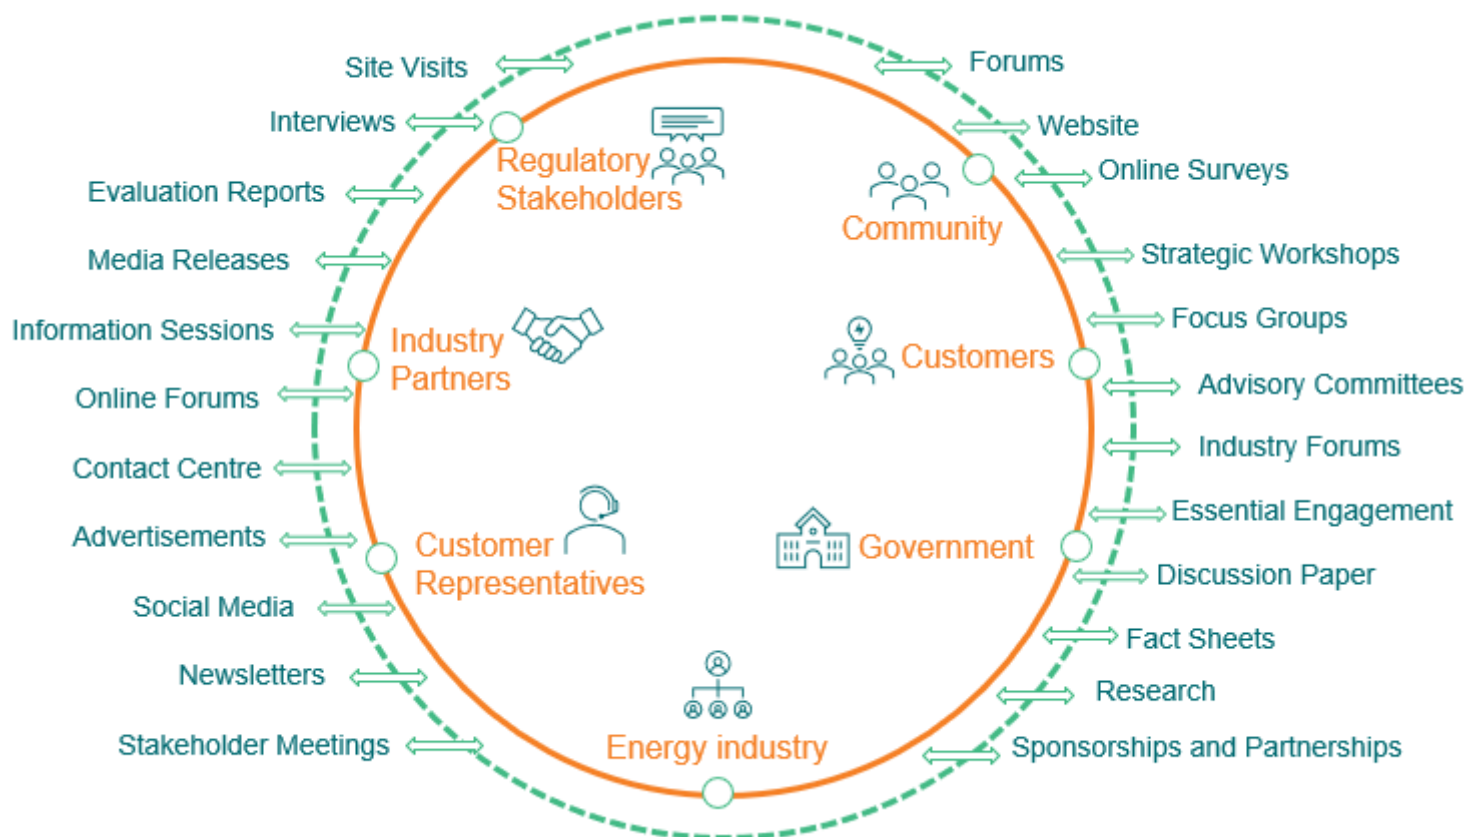 Site Visits
Interviews
Evaluation Reports
Media Releases
Information Sessions
Online Forums
Contact Centre
Advertisements
Social Media
Newsletters
Stakeholder Meetings
Regulatory
Stakeholders
Industry
Partners
Customer
Representatives
Energy industry
Community
Customers
Government
Forums
Website
Online Surveys
Strategic Workshops
Focus Groups
Advisory Committees
Industry Forums
Essential Engagement
Discussion Paper
Fact Sheets
Research
Sponsorships and Partnerships